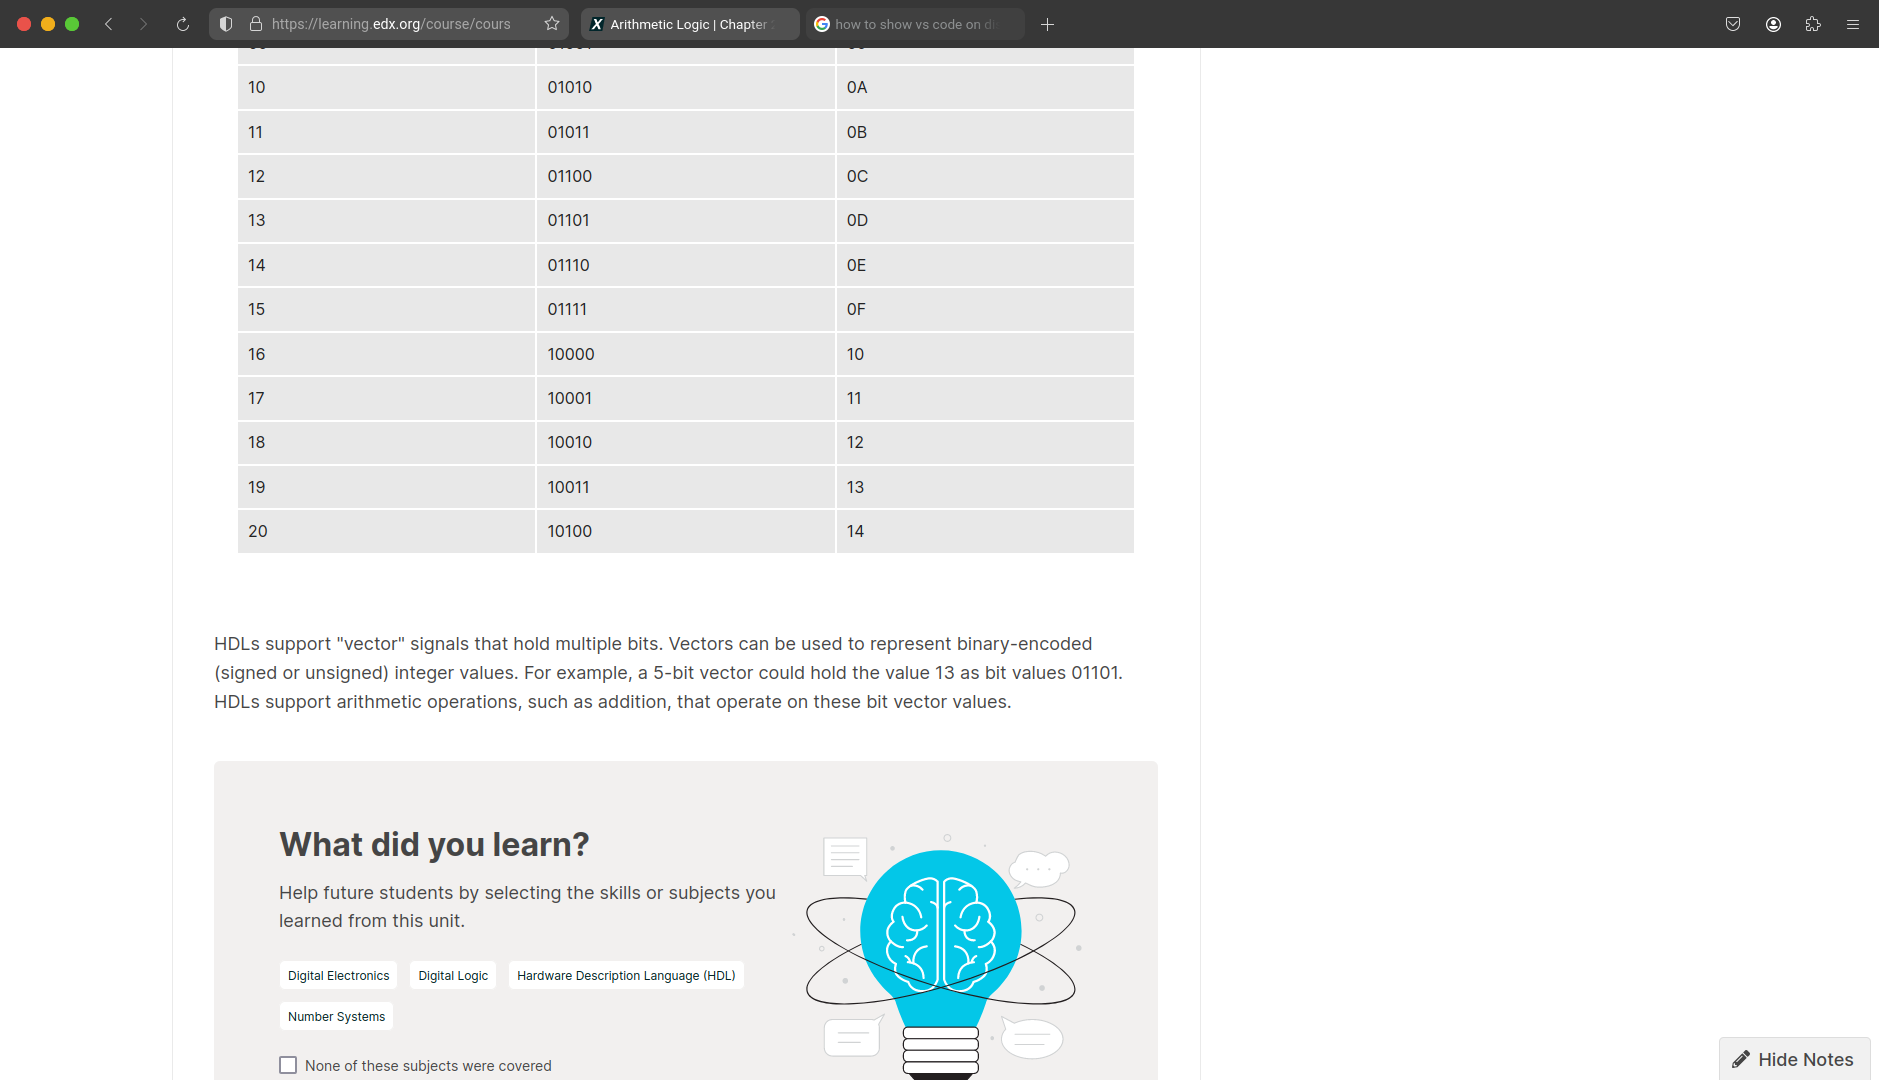 https://learning.edx.org/course/cours
Arithmetic Logic | Chapter
how to show vs code on di
10 01010 0A
11 01011 0B
12 01100 0C
13 01101 0D
14 01110 0E
15 01111 0F
16 10000 10
17 10001 11
18 10010 12
19 10011 13
20 10100 14
HDLs support "vector" signals that hold multiple bits. Vectors can be used to represent binary-encoded
(signed or unsigned) integer values. For example, a 5-bit vector could hold the value 13 as bit values 01101.
HDLs support arithmetic operations, such as addition, that operate on these bit vector values.
What did you learn?
Help future students by selecting the skills or subjects you
learned from this unit.
Digital Electronics Digital Logic Hardware Description Language (HDL)
Number Systems
None of these subjects were covered
Hide Notes